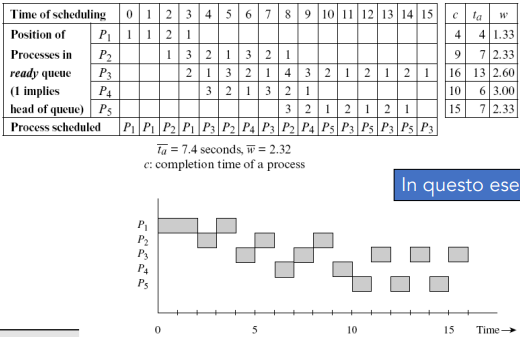 Time of scheduling 0 1 2 3 4 5 6 7 8 9 10 11 12 13 14 15 c tₐ w
Position of P₁ 1 1 2 1 4 4 1.33
Processes in P₂ 1 3 2 1 3 2 1 9 7 2.33
ready queue P₃ 2 1 3 2 1 4 3 2 1 2 1 2 1 16 13 2.60
(1 implies P₄ 3 2 1 3 2 1 10 6 3.00
head of queue) P₅ 3 2 1 2 1 2 1 15 7 2.33
Process scheduled P₁ P₁ P₂ P₁ P₃ P₂ P₄ P₃ P₂ P₄ P₅ P₃ P₅ P₃ P₅ P₃
t̅ₐ = 7.4 seconds, w̅ = 2.32
c: completion time of a process
In questo ese
P₁
P₂
P₃
P₄
P₅
0 5 10 15 Time→